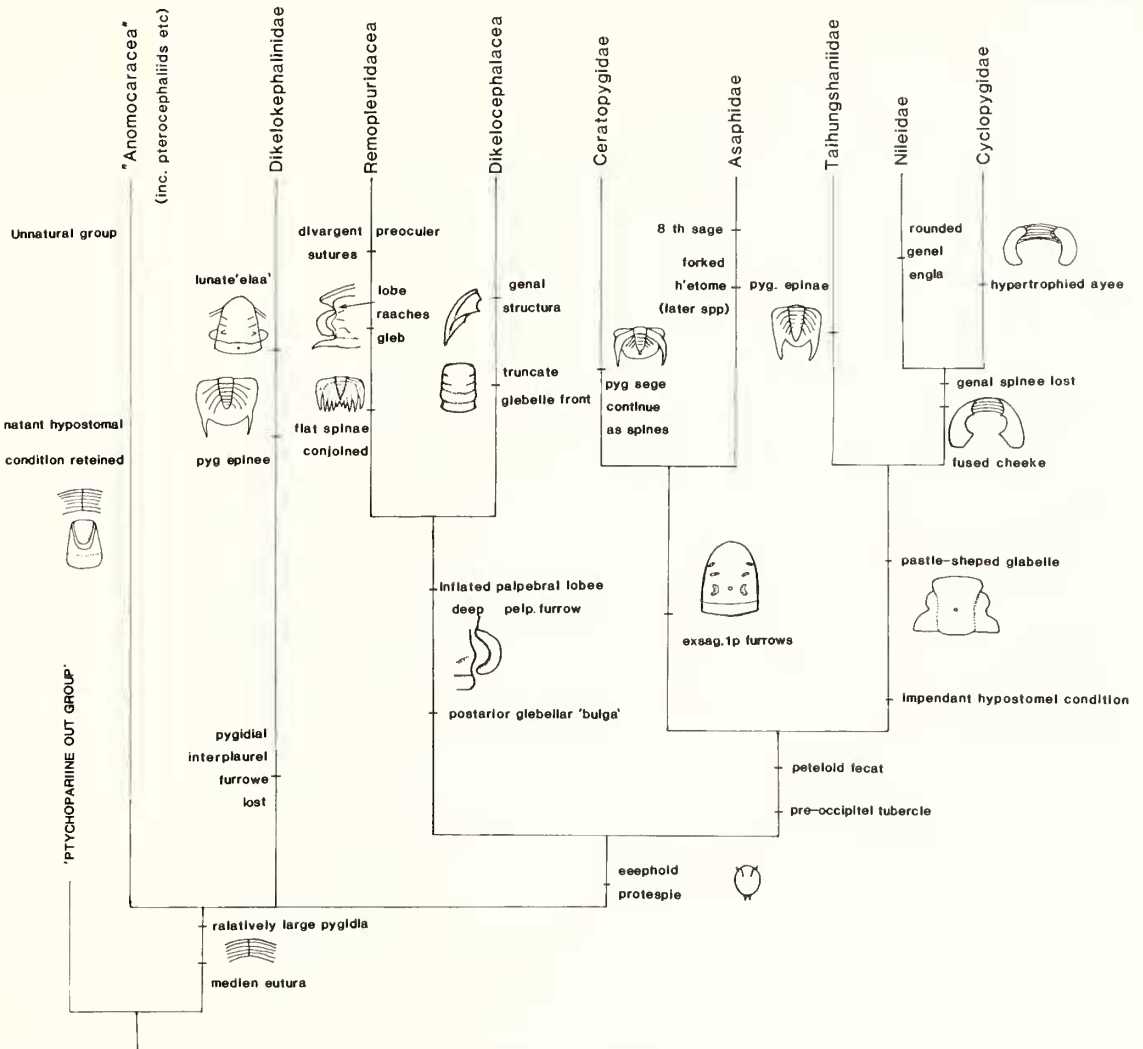 "Anomocaracea"
(inc. pterocephaliids etc)
Dikelokephalinidae
Remopleuridacea
Dikelocephalacea
Ceratopygidae
Asaphidae
Taihungshaniidae
Nileidae
Cyclopygidae
Unnatural group
divargent preoculer
sutures
8 th sage
rounded
genel
engla
lunate'elaa'
lobe
raaches
gleb
genal
structura
forked
h'etome
(later spp)
pyg. epinae
hypertrophied ayee
truncate
glebelle front
pyg sege
continue
as spines
genal spinee lost
natant hypostomal
condition reteined
pyg epinee
flat spinae
conjoined
fused cheeke
pastle-sheped glabelle
inflated palpebral lobee
deep pelp. furrow
exsag. 1p furrows
impendant hypostomel condition
postarior glebellar 'bulga'
'PTYCHOPARIINE OUT GROUP'
pygidial
interplaurel
furrowe
lost
peteloid fecat
pre-occipitel tubercle
eeephold
protespie
ralatively large pygidia
medien eutura